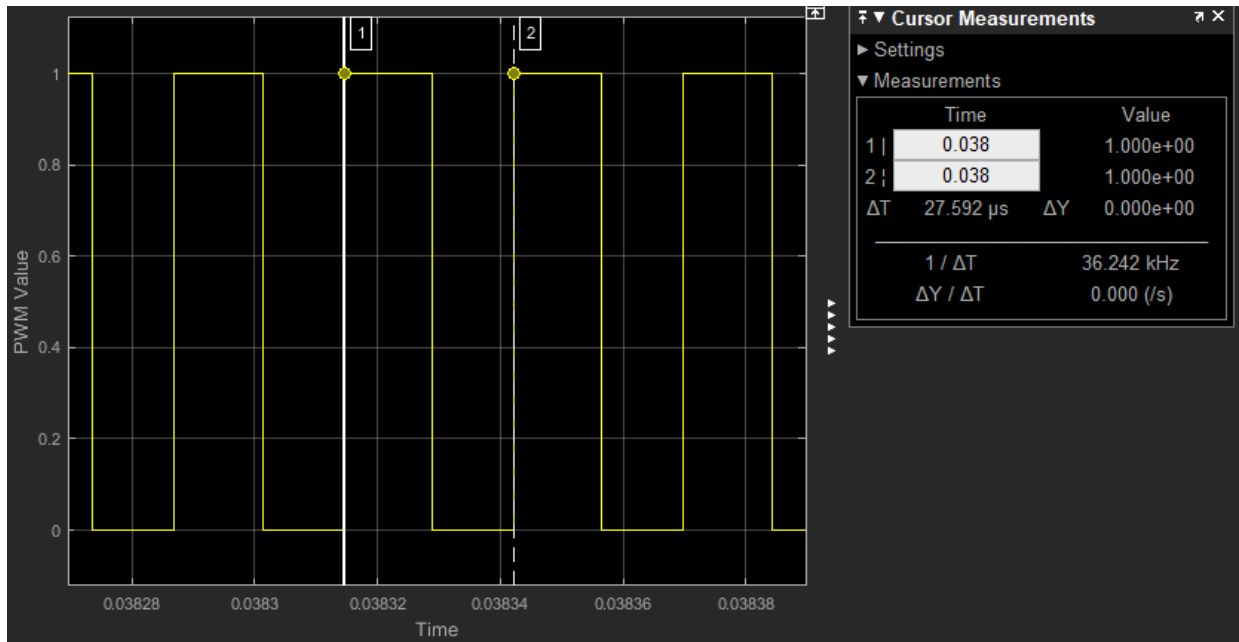 1
2
1
0.8
0.6
0.4
0.2
0
PWM Value
0.03828
0.0383
0.03832
0.03834
0.03836
0.03838
Time
Cursor Measurements
Settings
Measurements
Time Value
1 | 0.038 1.000e+00
2 ¦ 0.038 1.000e+00
ΔT 27.592 µs ΔY 0.000e+00
1 / ΔT 36.242 kHz
ΔY / ΔT 0.000 (/s)